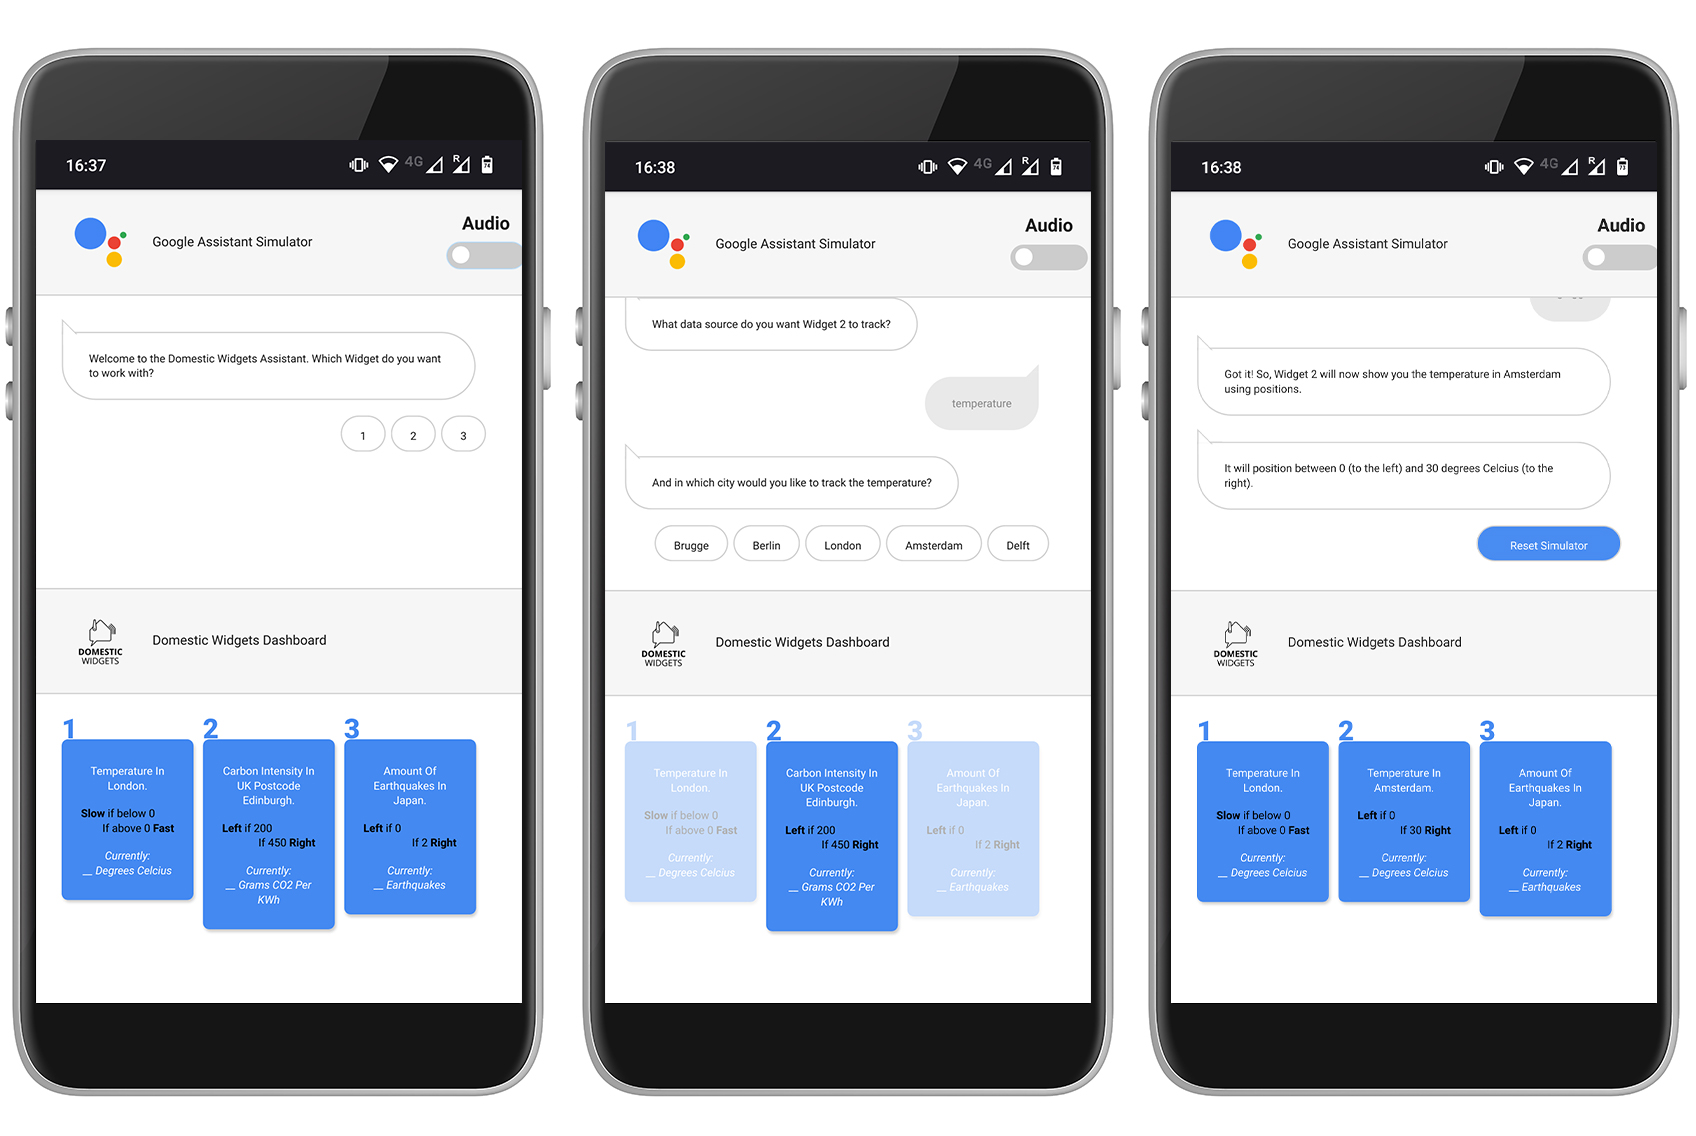 16:37
4G
R
Google Assistant Simulator
Audio
Welcome to the Domestic Widgets Assistant. Which Widget do you want
to work with?
1
2
3
DOMESTIC
WIDGETS
Domestic Widgets Dashboard
1
Temperature In
London.
Slow if below 0
If above 0 Fast
Currently:
__ Degrees Celcius
2
Carbon Intensity In
UK Postcode
Edinburgh.
Left if 200
If 450 Right
Currently:
__ Grams CO2 Per
KWh
3
Amount Of
Earthquakes In
Japan.
Left if 0
If 2 Right
Currently:
__ Earthquakes
16:38
4G
R
Google Assistant Simulator
Audio
What data source do you want Widget 2 to track?
temperature
And in which city would you like to track the temperature?
Brugge
Berlin
London
Amsterdam
Delft
DOMESTIC
WIDGETS
Domestic Widgets Dashboard
1
Temperature In
London.
Slow if below 0
If above 0 Fast
Currently:
__ Degrees Celcius
2
Carbon Intensity In
UK Postcode
Edinburgh.
Left if 200
If 450 Right
Currently:
__ Grams CO2 Per
KWh
3
Amount Of
Earthquakes In
Japan.
Left if 0
If 2 Right
Currently:
__ Earthquakes
16:38
4G
R
Google Assistant Simulator
Audio
Got it! So, Widget 2 will now show you the temperature in Amsterdam
using positions.
It will position between 0 (to the left) and 30 degrees Celcius (to the
right).
Reset Simulator
DOMESTIC
WIDGETS
Domestic Widgets Dashboard
1
Temperature In
London.
Slow if below 0
If above 0 Fast
Currently:
__ Degrees Celcius
2
Temperature In
Amsterdam.
Left if 0
If 30 Right
Currently:
__ Degrees Celcius
3
Amount Of
Earthquakes In
Japan.
Left if 0
If 2 Right
Currently:
__ Earthquakes